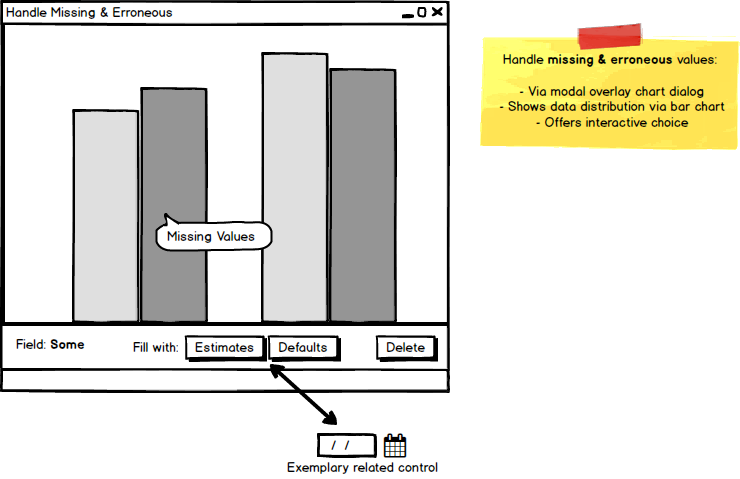 Handle Missing & Erroneous
Handle missing & erroneous values:
- Via modal overlay chart dialog
- Shows data distribution via bar chart
- Offers interactive choice
Missing Values
Field: Some
Fill with:
Estimates
Defaults
Delete
/ /
Exemplary related control